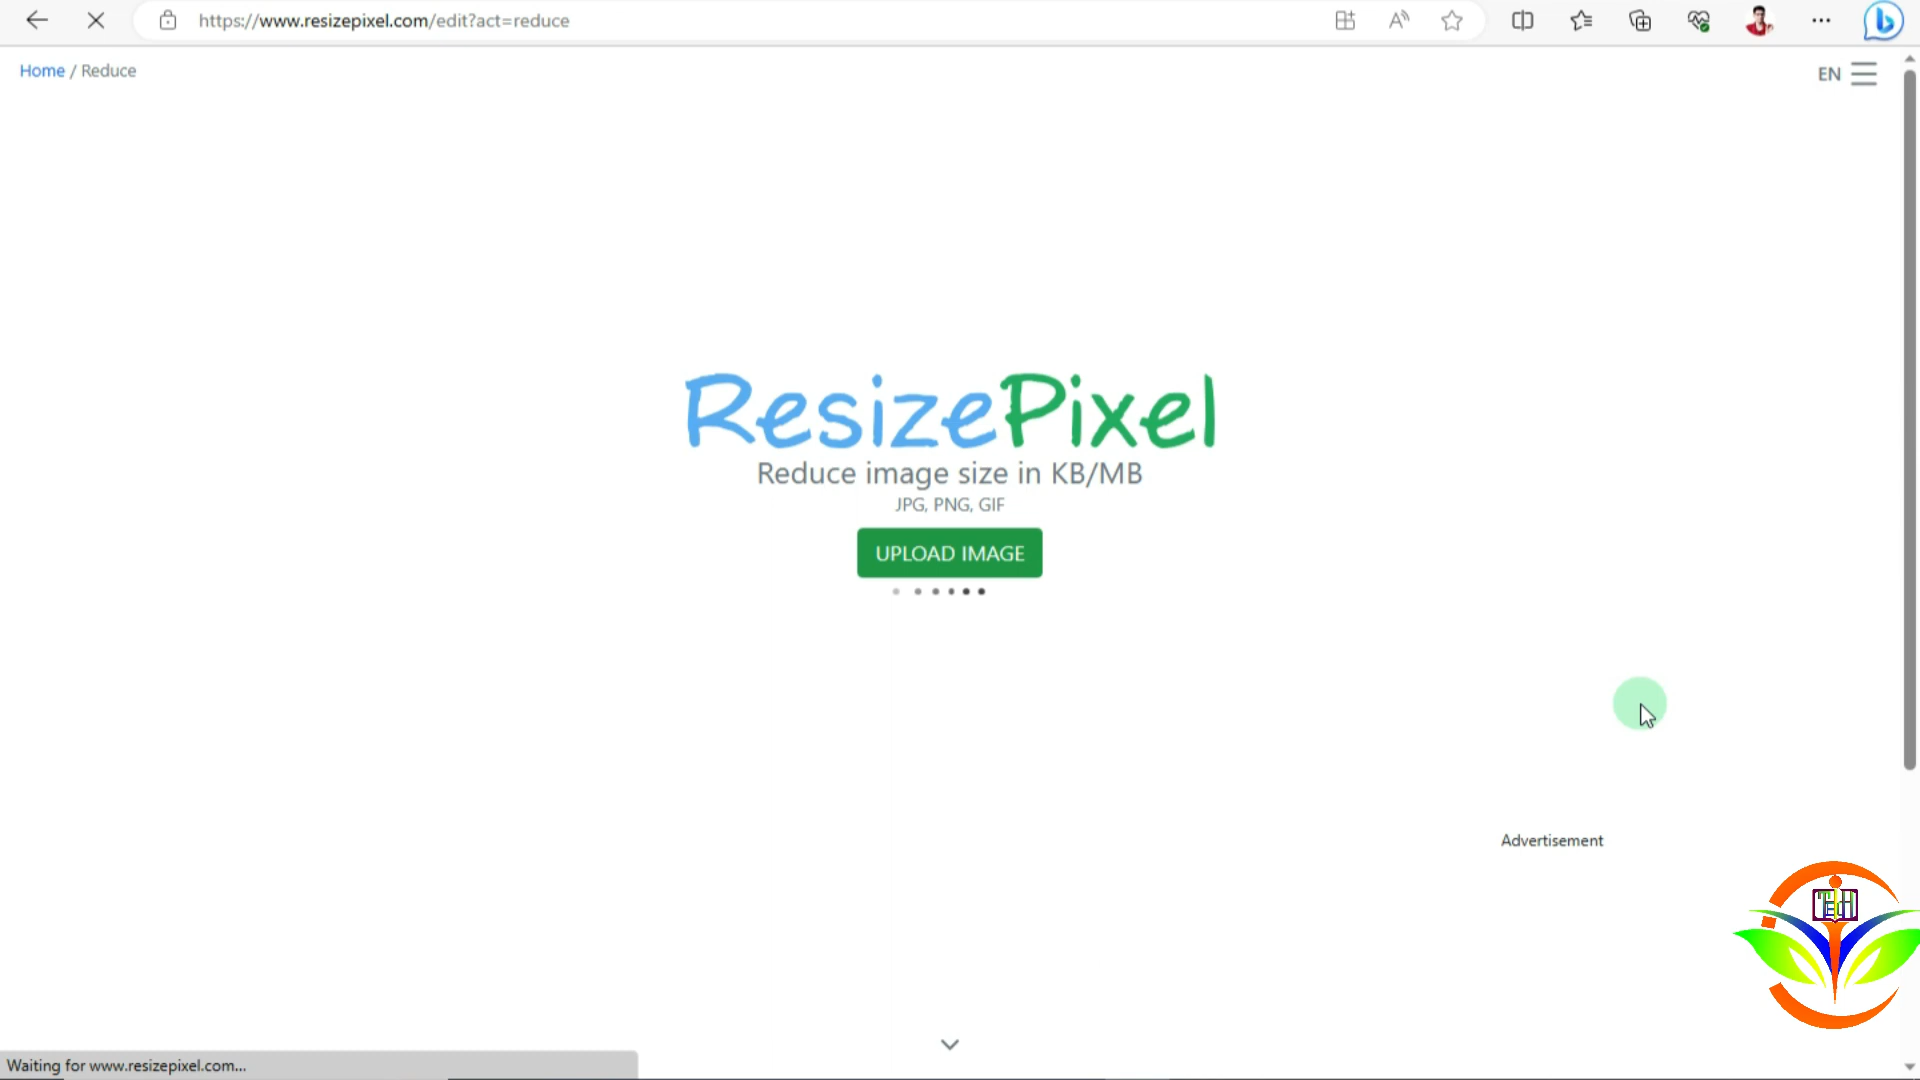 https://www.resizepixel.com/edit?act=reduce
Home / Reduce
EN
ResizePixel
Reduce image size in KB/MB
JPG, PNG, GIF
UPLOAD IMAGE
Advertisement
Waiting for www.resizepixel.com...